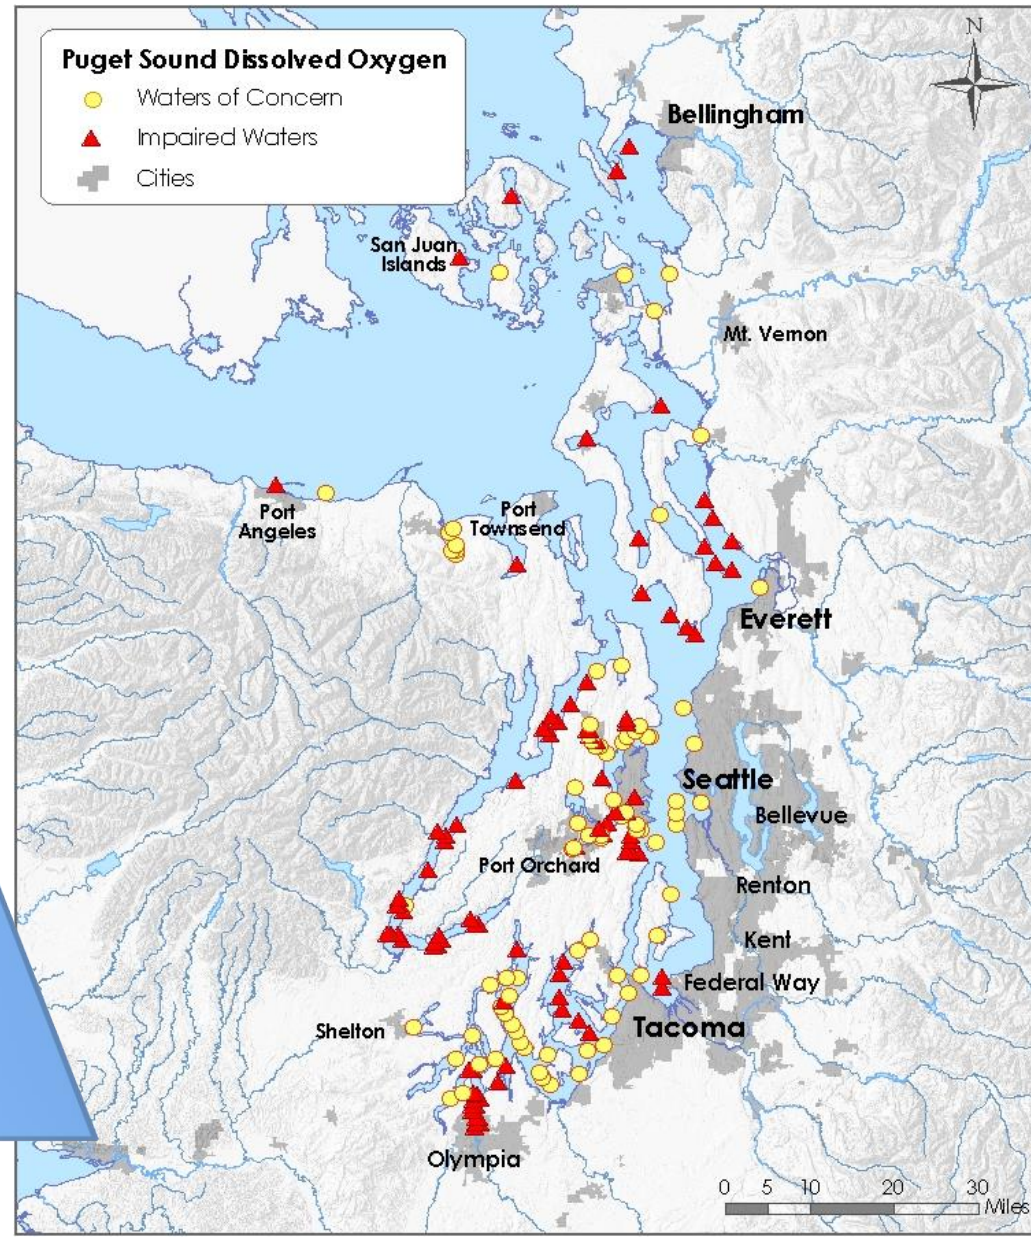 Puget Sound Dissolved Oxygen
Waters of Concern
Impaired Waters
Cities
N
Bellingham
San Juan
Islands
Mt. Vernon
Port
Angeles
Port
Townsend
Everett
Seattle
Bellevue
Port Orchard
Renton
Kent
Federal Way
Shelton
Tacoma
Olympia
0 5 10 20 30
Miles